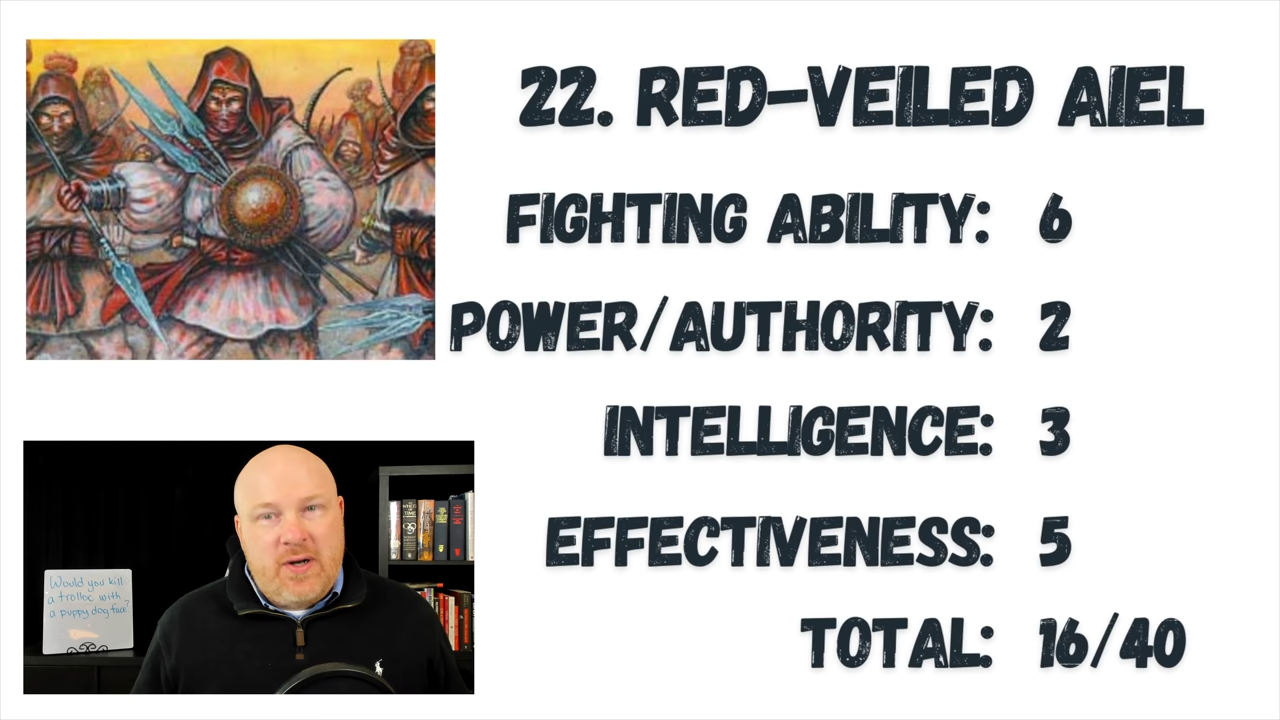 22. RED-VEILED AIEL
FIGHTING ABILITY: 6
POWER/AUTHORITY: 2
INTELLIGENCE: 3
EFFECTIVENESS: 5
TOTAL: 16/40
Would you kill
a trolloc with
a puppy dog face?